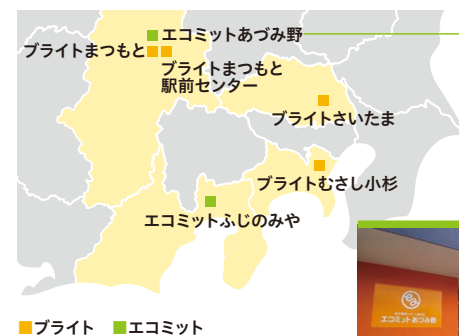 エコミットあづみ野
ブライトまつもと
ブライトまつもと
駅前センター
ブライトさいたま
ブライトむさし小杉
エコミットふじのみや
エコミットあづみ野
ブライト エコミット